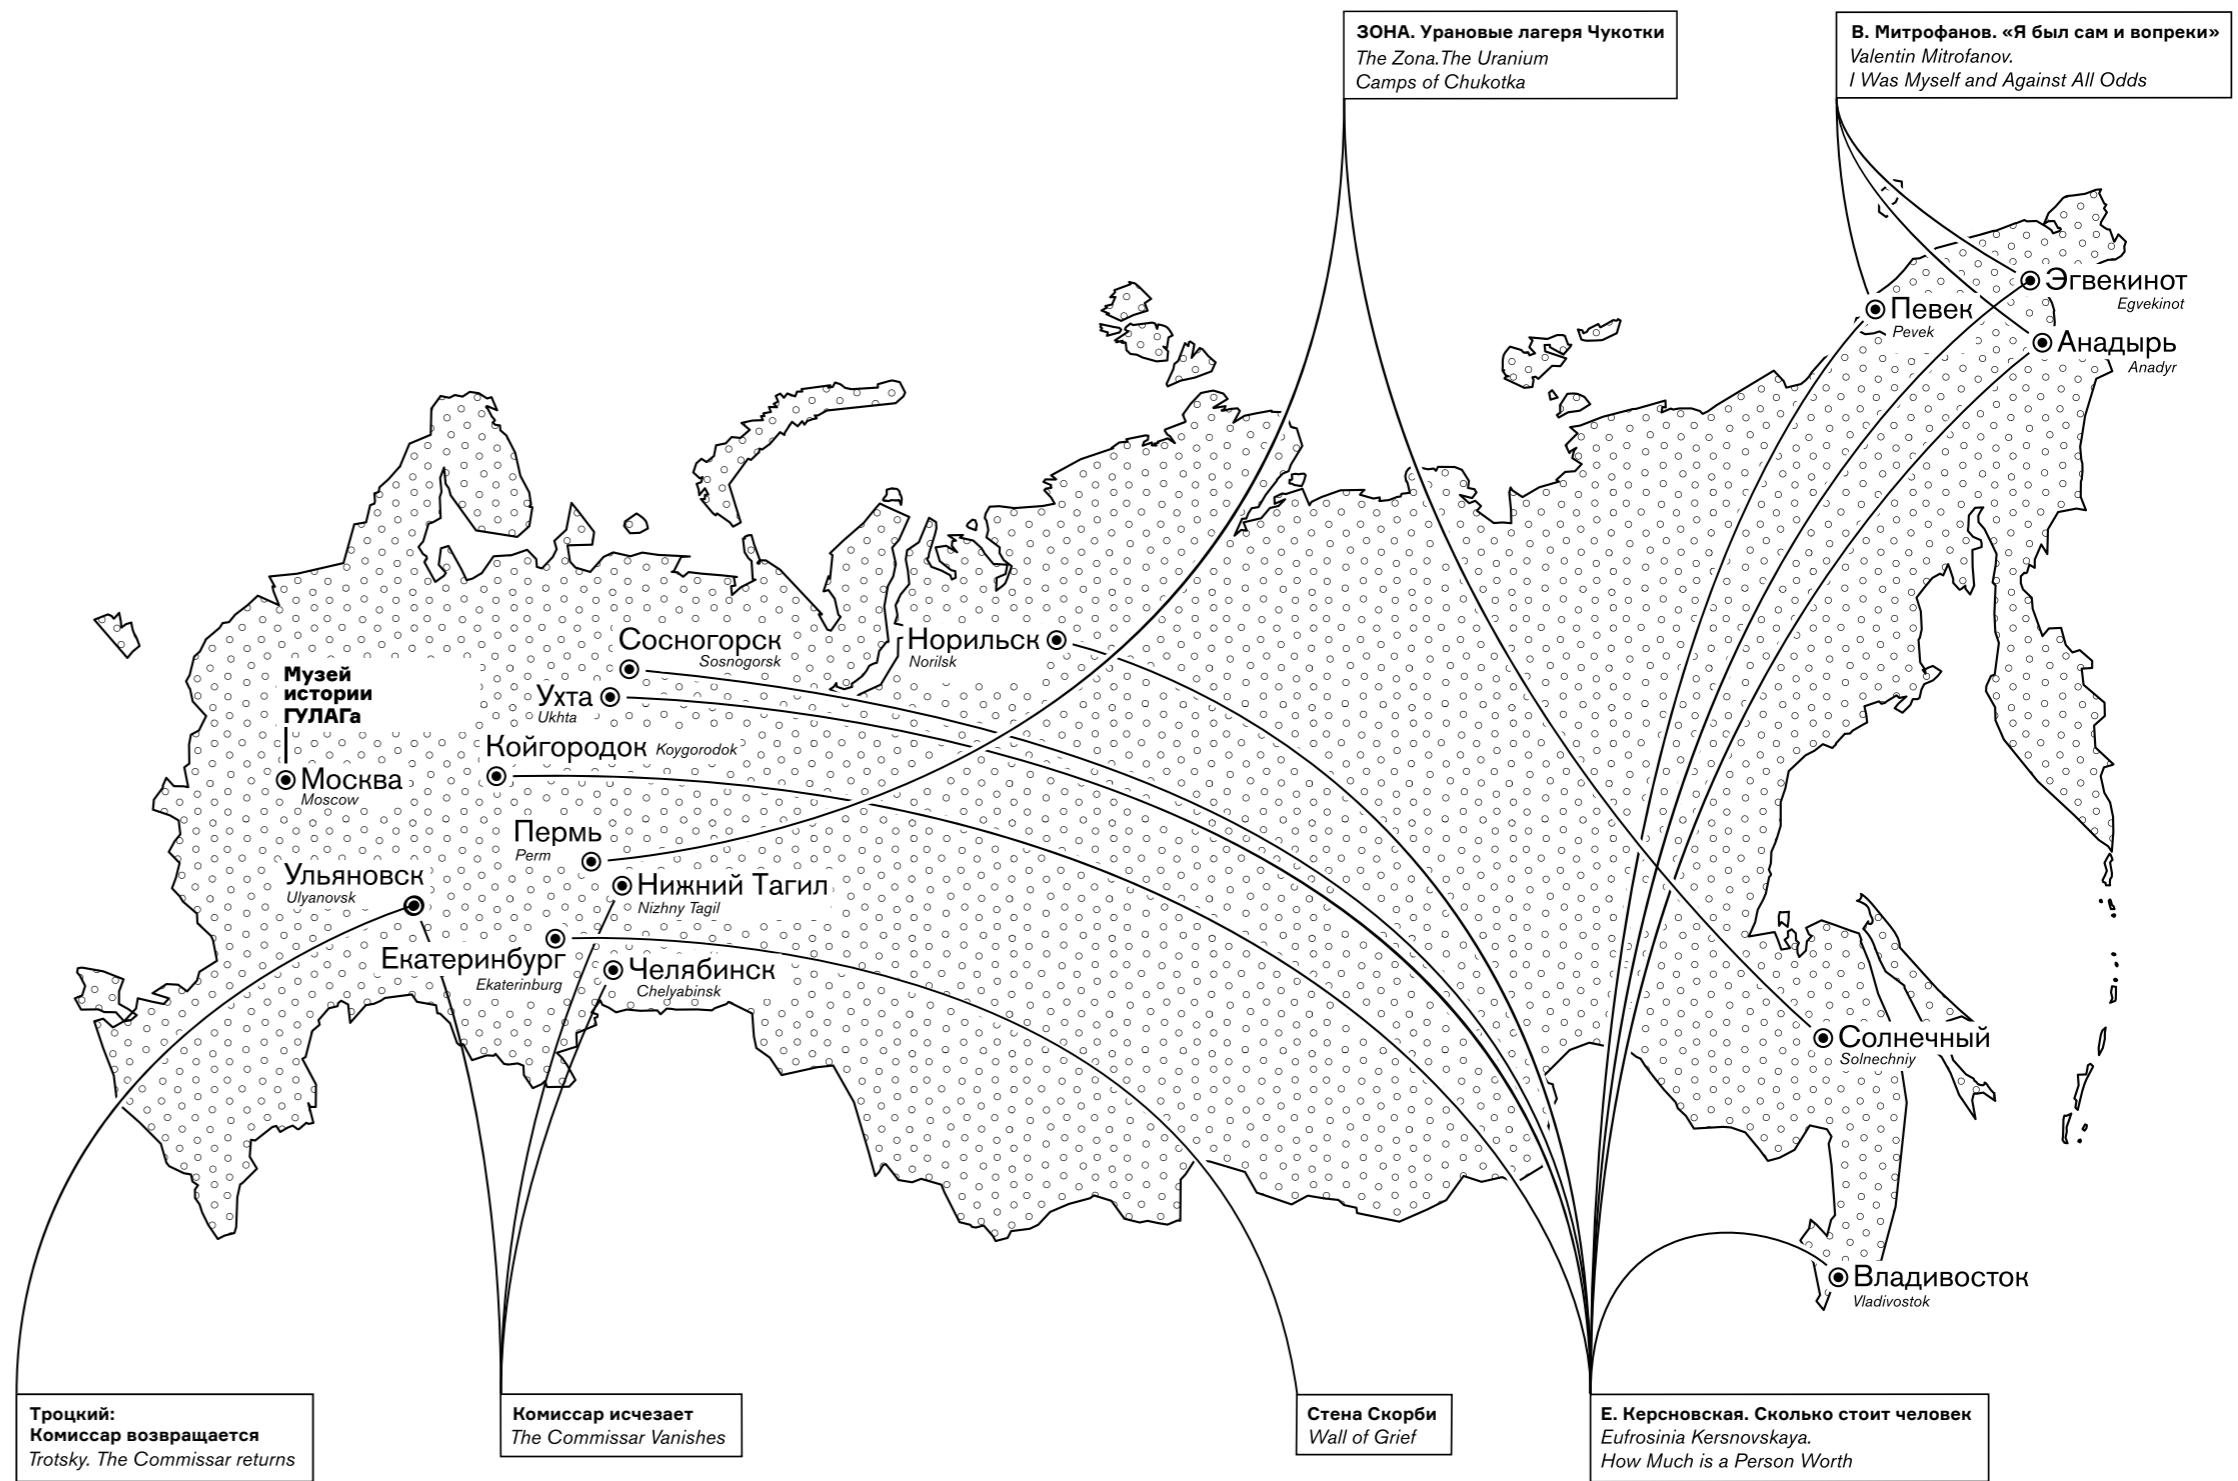 ЗОНА. Урановые лагеря Чукотки
The Zona.The Uranium
Camps of Chukotka
В. Митрофанов. «Я был сам и вопреки»
Valentin Mitrofanov.
I Was Myself and Against All Odds
Эгвекинот
Egvekinot
Певек
Pevek
Анадырь
Anadyr
Сосногорск
Sosnogorsk
Норильск
Norilsk
Музей
истории
ГУЛАГа
Ухта
Ukhta
Койгородок Koygorodok
Москва
Moscow
Пермь
Perm
Ульяновск
Ulyanovsk
Нижний Тагил
Nizhny Tagil
Екатеринбург
Ekaterinburg
Челябинск
Chelyabinsk
Солнечный
Solnechniy
Владивосток
Vladivostok
Троцкий:
Комиссар возвращается
Trotsky. The Commissar returns
Комиссар исчезает
The Commissar Vanishes
Стена Скорби
Wall of Grief
Е. Керсновская. Сколько стоит человек
Eufrosinia Kersnovskaya.
How Much is a Person Worth